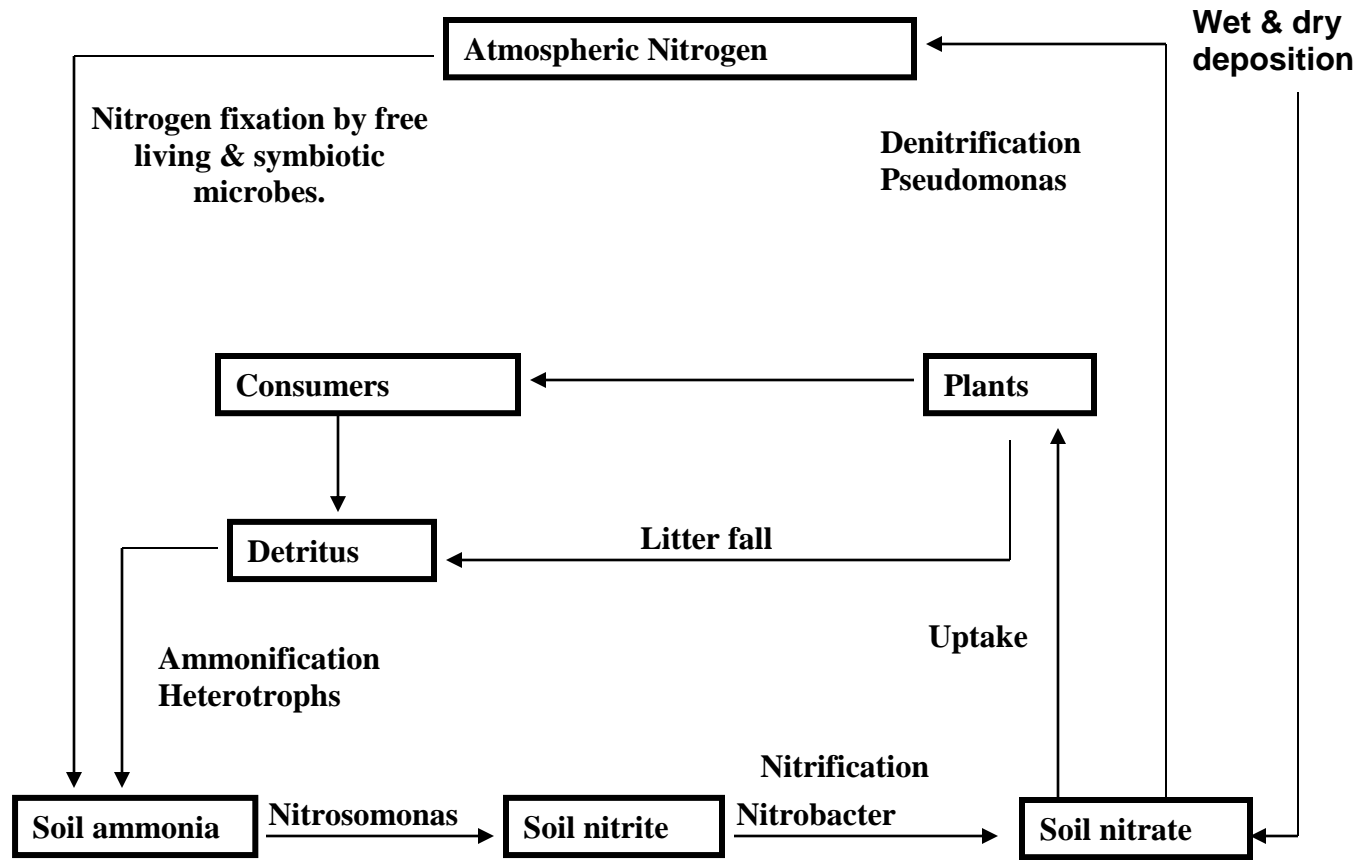 Wet & dry
deposition
Atmospheric Nitrogen
Nitrogen fixation by free
living & symbiotic
microbes.
Denitrification
Pseudomonas
Consumers
Plants
Detritus
Litter fall
Uptake
Ammonification
Heterotrophs
Nitrification
Soil ammonia
Nitrosomonas
Soil nitrite
Nitrobacter
Soil nitrate